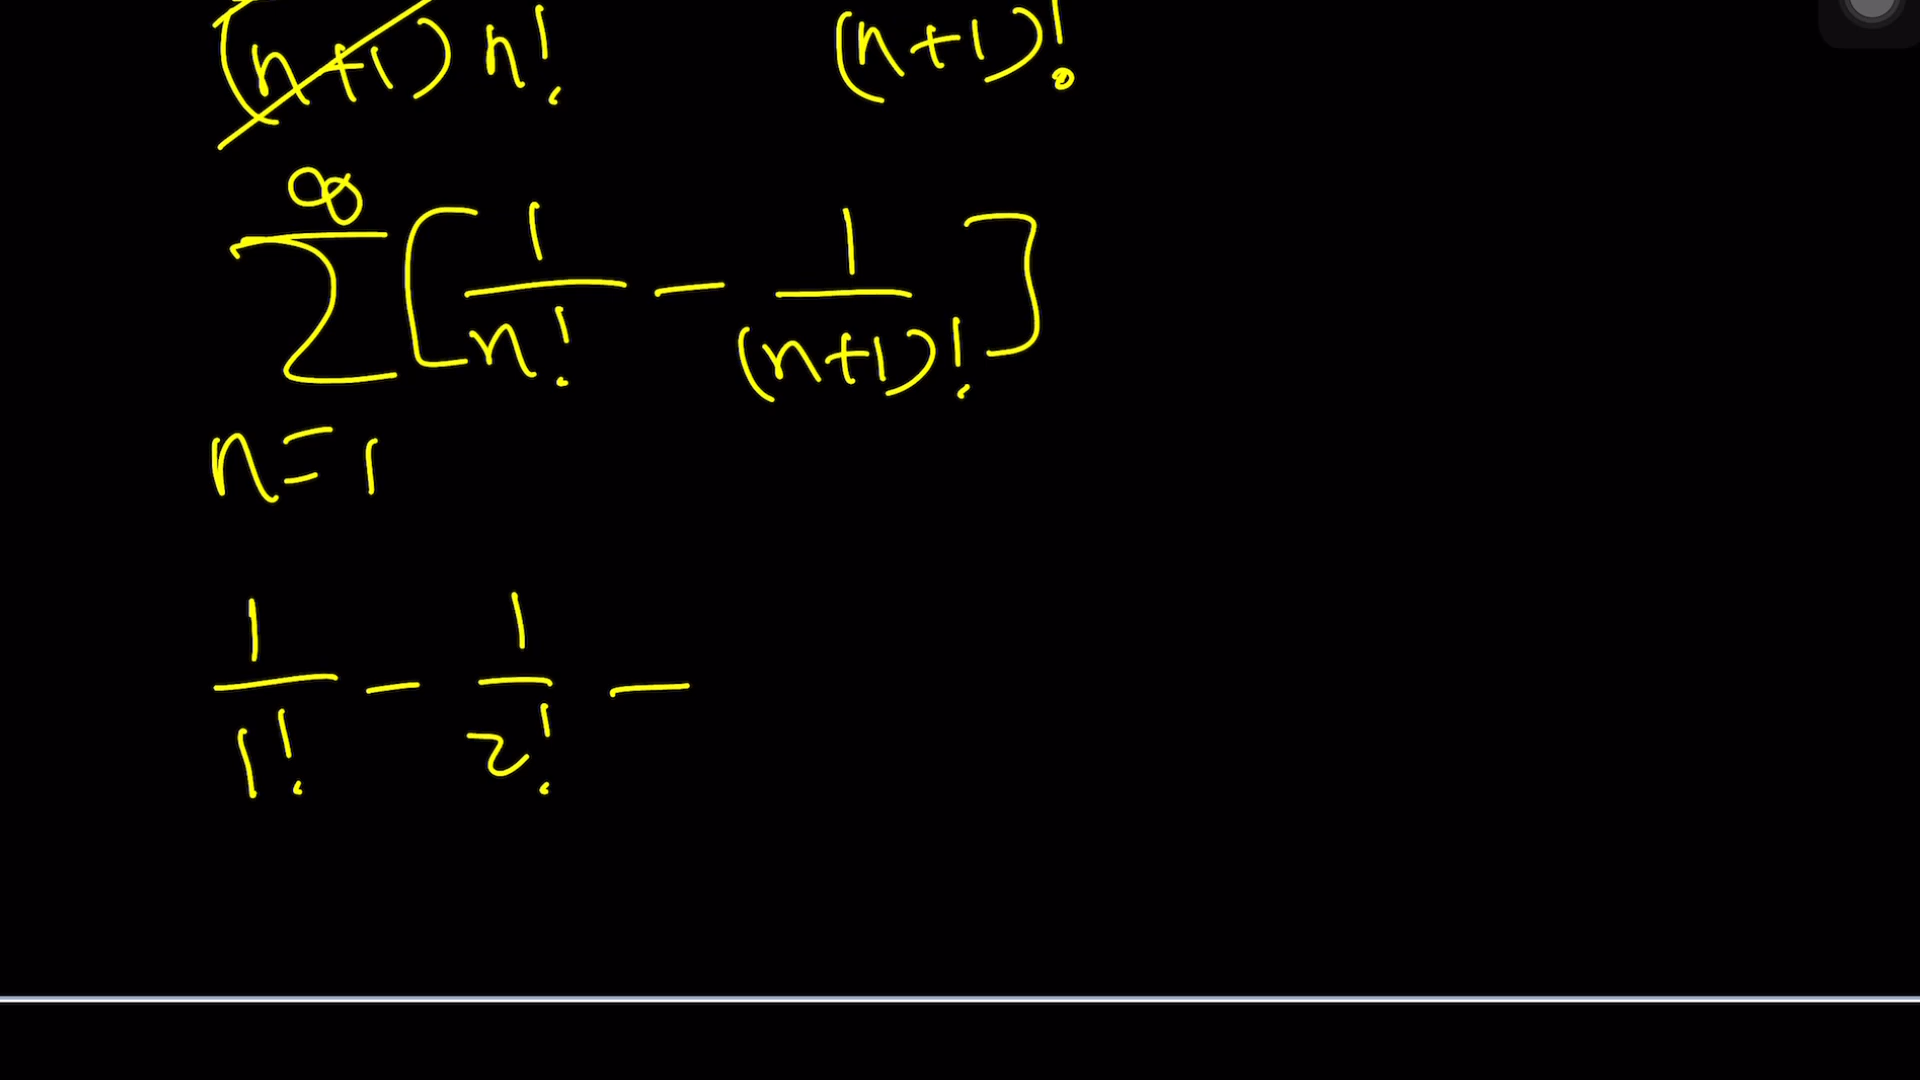 (n+1) n! (n+1)!
∞
∑ [ 1/n! - 1/(n+1)! ]
n=1
1/1! - 1/2! -